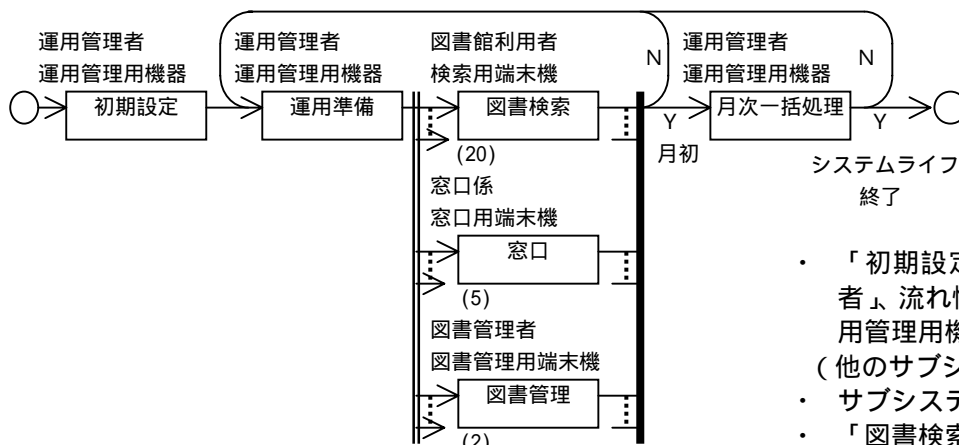 運用管理者
運用管理用機器
初期設定
運用管理者
運用管理用機器
運用準備
図書館利用者
検索用端末機
図書検索
(20)
窓口係
窓口用端末機
窓口
(5)
図書管理者
図書管理用端末機
図書管理
(2)
N
Y
月初
運用管理者
運用管理用機器
月次一括処理
N
Y
システムライフ
終了
・ 「初期設定
者」、流れ
用管理用機
(他のサブシ
・ サブシステ
・ 「図書検索